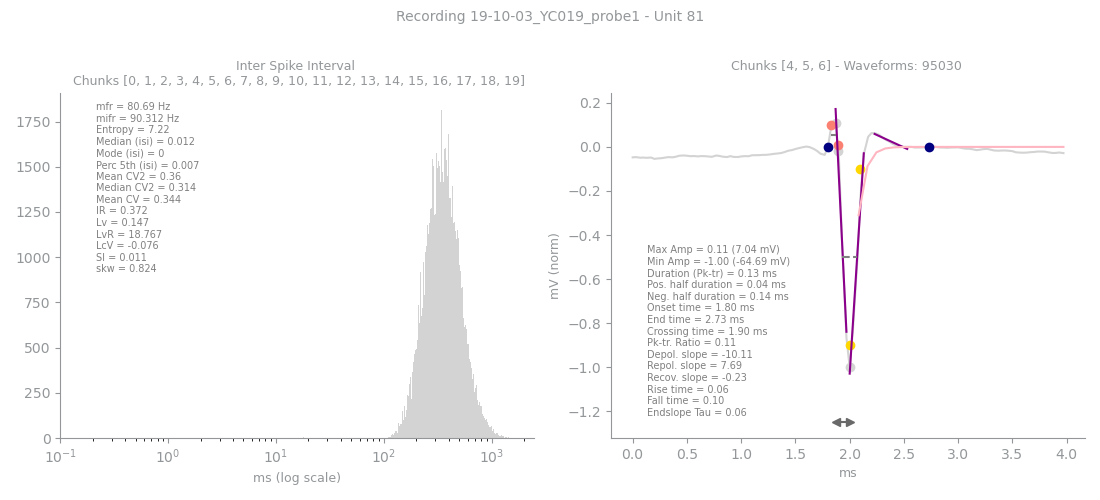 Recording 19-10-03_YC019_probe1 - Unit 81
Inter Spike Interval
Chunks [0, 1, 2, 3, 4, 5, 6, 7, 8, 9, 10, 11, 12, 13, 14, 15, 16, 17, 18, 19]
mfr = 80.69 Hz
mifr = 90.312 Hz
Entropy = 7.22
Median (isi) = 0.012
Mode (isi) = 0
Perc 5th (isi) = 0.007
Mean CV2 = 0.36
Median CV2 = 0.314
Mean CV = 0.344
IR = 0.372
Lv = 0.147
LvR = 18.767
LcV = -0.076
SI = 0.011
skw = 0.824
1750
1500
1250
1000
750
500
250
0
10⁻¹ 10⁰ 10¹ 10² 10³
ms (log scale)
Chunks [4, 5, 6] - Waveforms: 95030
mV (norm)
0.2
0.0
−0.2
−0.4
−0.6
−0.8
−1.0
−1.2
Max Amp = 0.11 (7.04 mV)
Min Amp = -1.00 (-64.69 mV)
Duration (Pk-tr) = 0.13 ms
Pos. half duration = 0.04 ms
Neg. half duration = 0.14 ms
Onset time = 1.80 ms
End time = 2.73 ms
Crossing time = 1.90 ms
Pk-tr. Ratio = 0.11
Depol. slope = -10.11
Repol. slope = 7.69
Recov. slope = -0.23
Rise time = 0.06
Fall time = 0.10
Endslope Tau = 0.06
0.0 0.5 1.0 1.5 2.0 2.5 3.0 3.5 4.0
ms